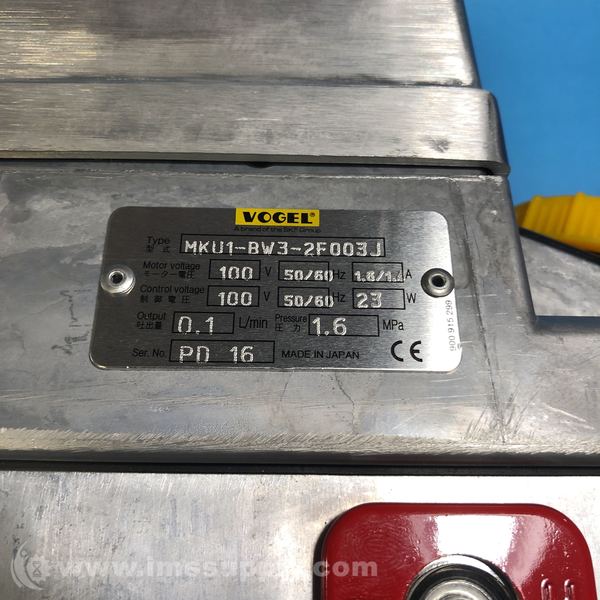 VOGEL®
A brand of the SKF Group
Type 型式 MKU1-BW3-2F003J
Motor voltage モーター電圧 100 V 50/60 Hz A
Control voltage 制御電圧 100 V 50/60 Hz 23 W
Output 吐出量 0.1 L/min Pressure 圧力 1.6 MPa
Ser. No. PD 16 MADE IN JAPAN CE
900 915 299
www.imssupply.com